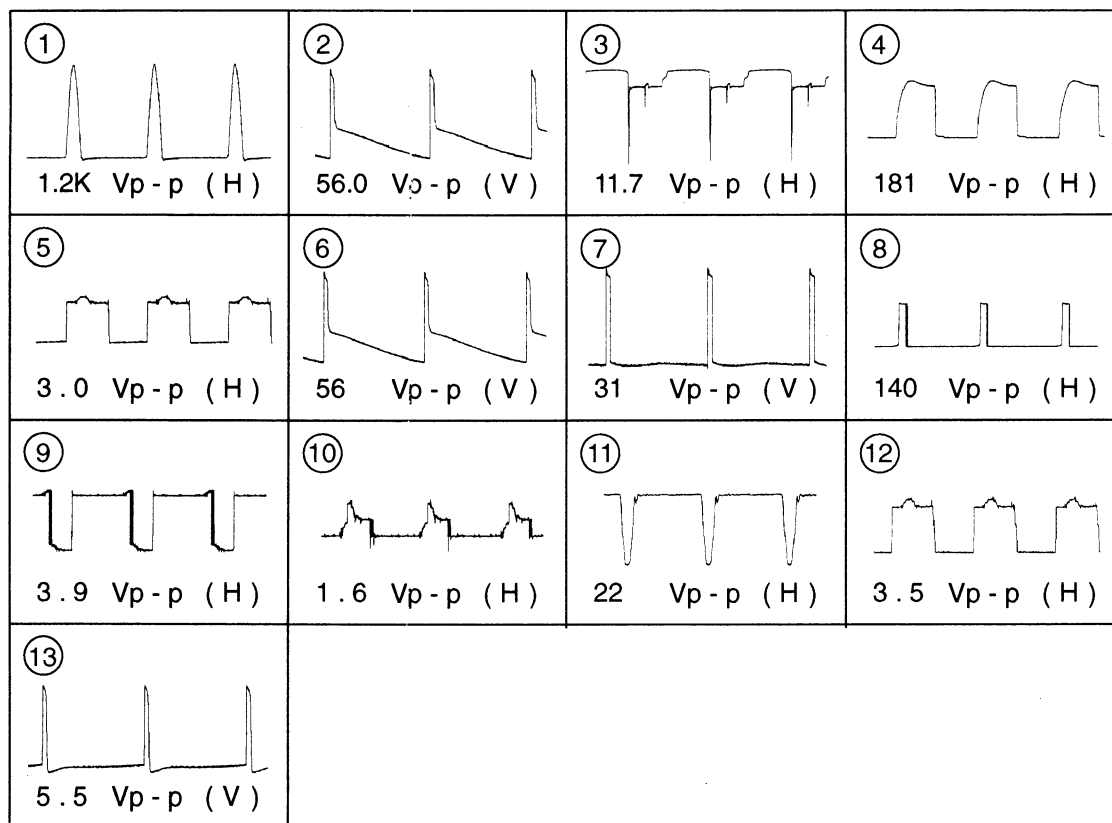 ① ② ③ ④
1.2K Vp-p (H) 56.0 Vp-p (V) 11.7 Vp-p (H) 181 Vp-p (H)
⑤ ⑥ ⑦ ⑧
3.0 Vp-p (H) 56 Vp-p (V) 31 Vp-p (V) 140 Vp-p (H)
⑨ ⑩ ⑪ ⑫
3.9 Vp-p (H) 1.6 Vp-p (H) 22 Vp-p (H) 3.5 Vp-p (H)
⑬
5.5 Vp-p (V)